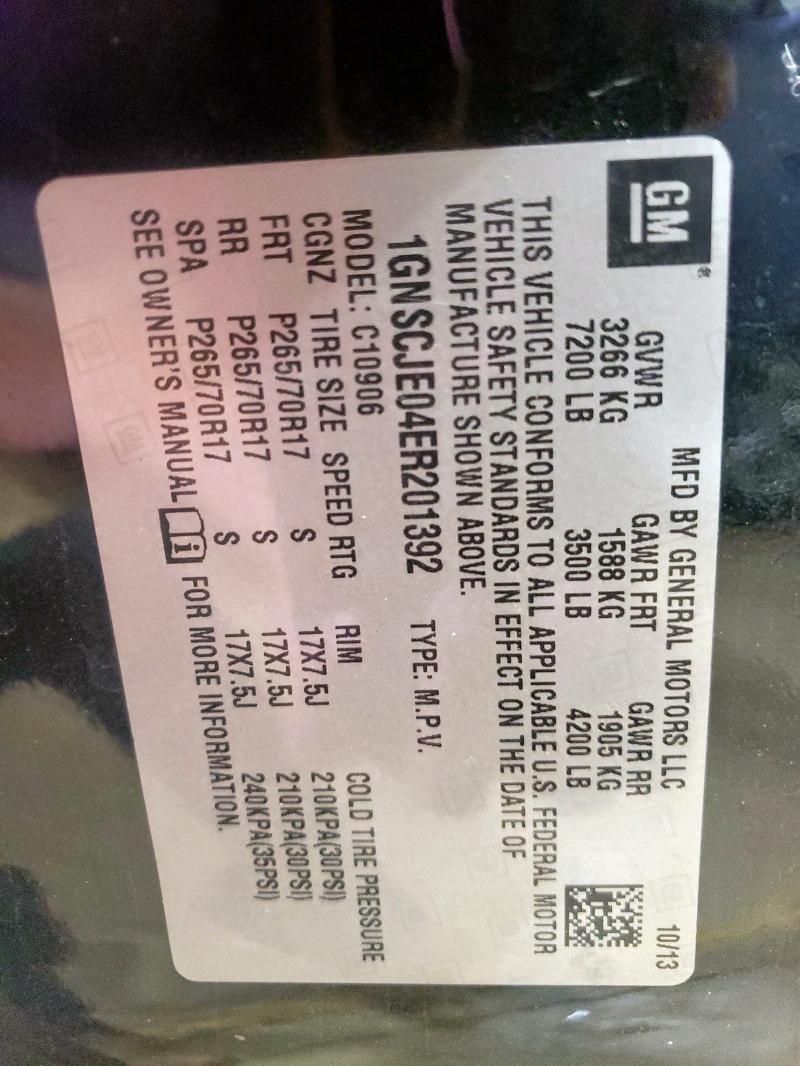 GM®
MFD BY GENERAL MOTORS LLC 10/13
GVWR GAWR FRT GAWR RR
3266 KG 1588 KG 1905 KG
7200 LB 3500 LB 4200 LB
THIS VEHICLE CONFORMS TO ALL APPLICABLE U.S. FEDERAL MOTOR
VEHICLE SAFETY STANDARDS IN EFFECT ON THE DATE OF
MANUFACTURE SHOWN ABOVE.
1GNSCJE04ER201392 TYPE: M.P.V.
MODEL: C10906
CGNZ TIRE SIZE SPEED RTG RIM COLD TIRE PRESSURE
FRT P265/70R17 S 17X7.5J 210KPA(30PSI)
RR P265/70R17 S 17X7.5J 210KPA(30PSI)
SPA P265/70R17 S 17X7.5J 240KPA(35PSI)
SEE OWNER'S MANUAL i FOR MORE INFORMATION.